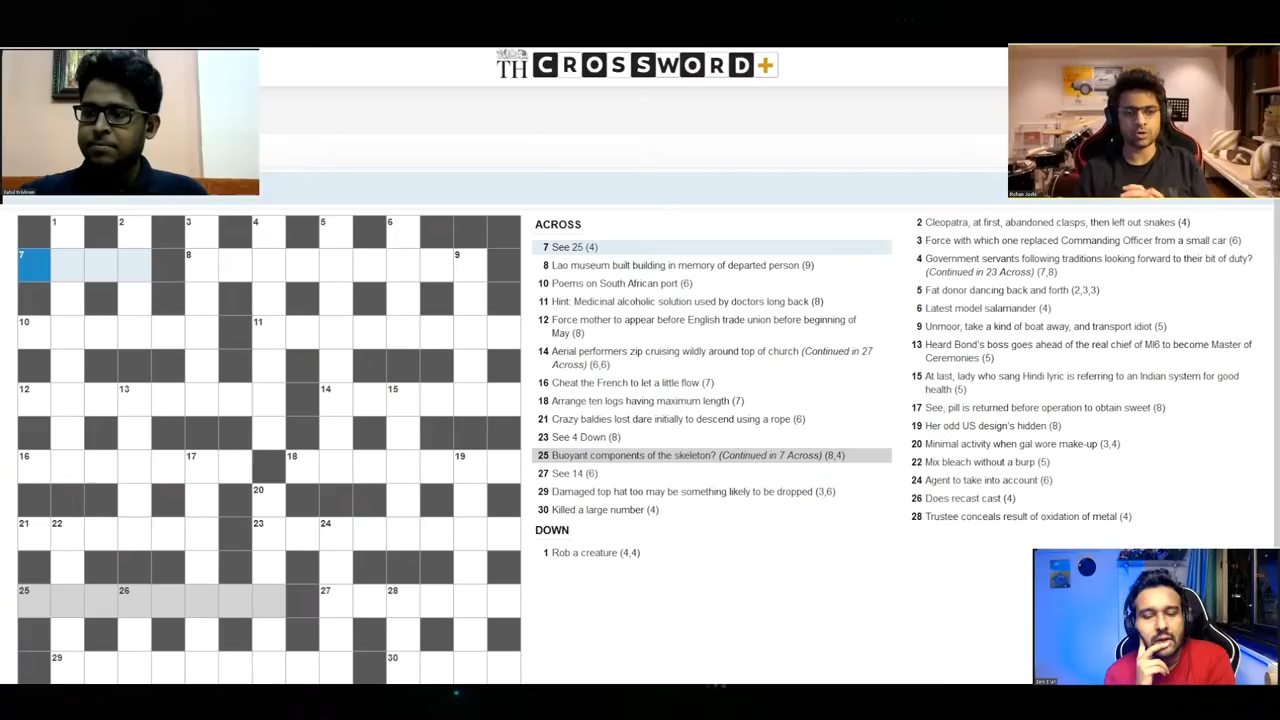 TH CROSSWORD+
Rahul Krishnan
Rohan Joshi
1 2 3 4 5 6
7 8 9
10 11
12 13 14 15
16 17 18 19
20
21 22 23 24
25 26 27 28
29 30
ACROSS
7 See 25 (4)
8 Lao museum built building in memory of departed person (9)
10 Poems on South African port (6)
11 Hint: Medicinal alcoholic solution used by doctors long back (8)
12 Force mother to appear before English trade union before beginning of
May (8)
14 Aerial performers zip cruising wildly around top of church (Continued in 27
Across) (6,6)
16 Cheat the French to let a little flow (7)
18 Arrange ten logs having maximum length (7)
21 Crazy baldies lost dare initially to descend using a rope (6)
23 See 4 Down (8)
25 Buoyant components of the skeleton? (Continued in 7 Across) (8,4)
27 See 14 (6)
29 Damaged top hat too may be something likely to be dropped (3,6)
30 Killed a large number (4)
DOWN
1 Rob a creature (4,4)
2 Cleopatra, at first, abandoned clasps, then left out snakes (4)
3 Force with which one replaced Commanding Officer from a small car (6)
4 Government servants following traditions looking forward to their bit of duty?
(Continued in 23 Across) (7,8)
5 Fat donor dancing back and forth (2,3,3)
6 Latest model salamander (4)
9 Unmoor, take a kind of boat away, and transport idiot (5)
13 Heard Bond's boss goes ahead of the real chief of MI6 to become Master of
Ceremonies (5)
15 At last, lady who sang Hindi lyric is referring to an Indian system for good
health (5)
17 See, pill is returned before operation to obtain sweet (8)
19 Her odd US design's hidden (8)
20 Minimal activity when gal wore make-up (3,4)
22 Mix bleach without a burp (5)
24 Agent to take into account (6)
26 Does recast cast (4)
28 Trustee conceals result of oxidation of metal (4)